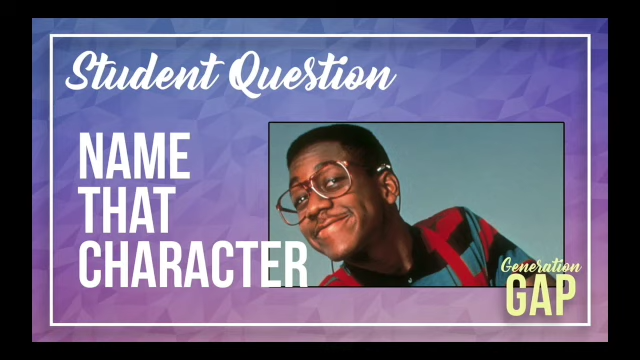 Student Question
NAME
THAT
CHARACTER
Generation
GAP